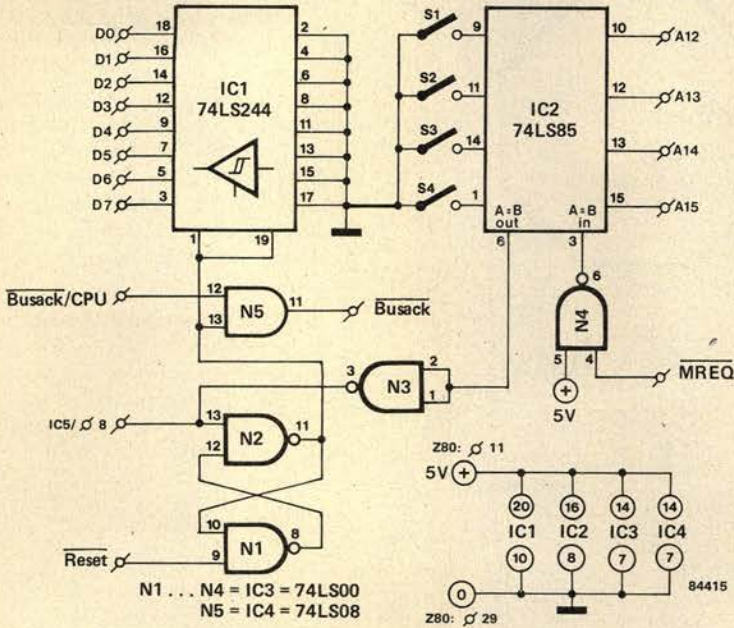 S1
D0 18 2 9 10 A12
D1 16 4
D2 14 IC1 6 S2 IC2
D3 12 74LS244 8 11 74LS85 12 A13
D4 9 11 S3
D5 7 13 14 13 A14
D6 5 15 S4
D7 3 17 1 15 A15
A=B A=B
out in
1 19 6 3
Busack/CPU 12 6
N5 11 Busack N4
13 5 4
3 2 MREQ
N3 5V
1
IC5/ 8 13
N2 11 Z80: 11
12 5V +
20 16 14 14
10 IC1 IC2 IC3 IC4
N1 8 10 8 7 7
Reset 9 84415
N1 . . . N4 = IC3 = 74LS00 0
N5 = IC4 = 74LS08 Z80: 29